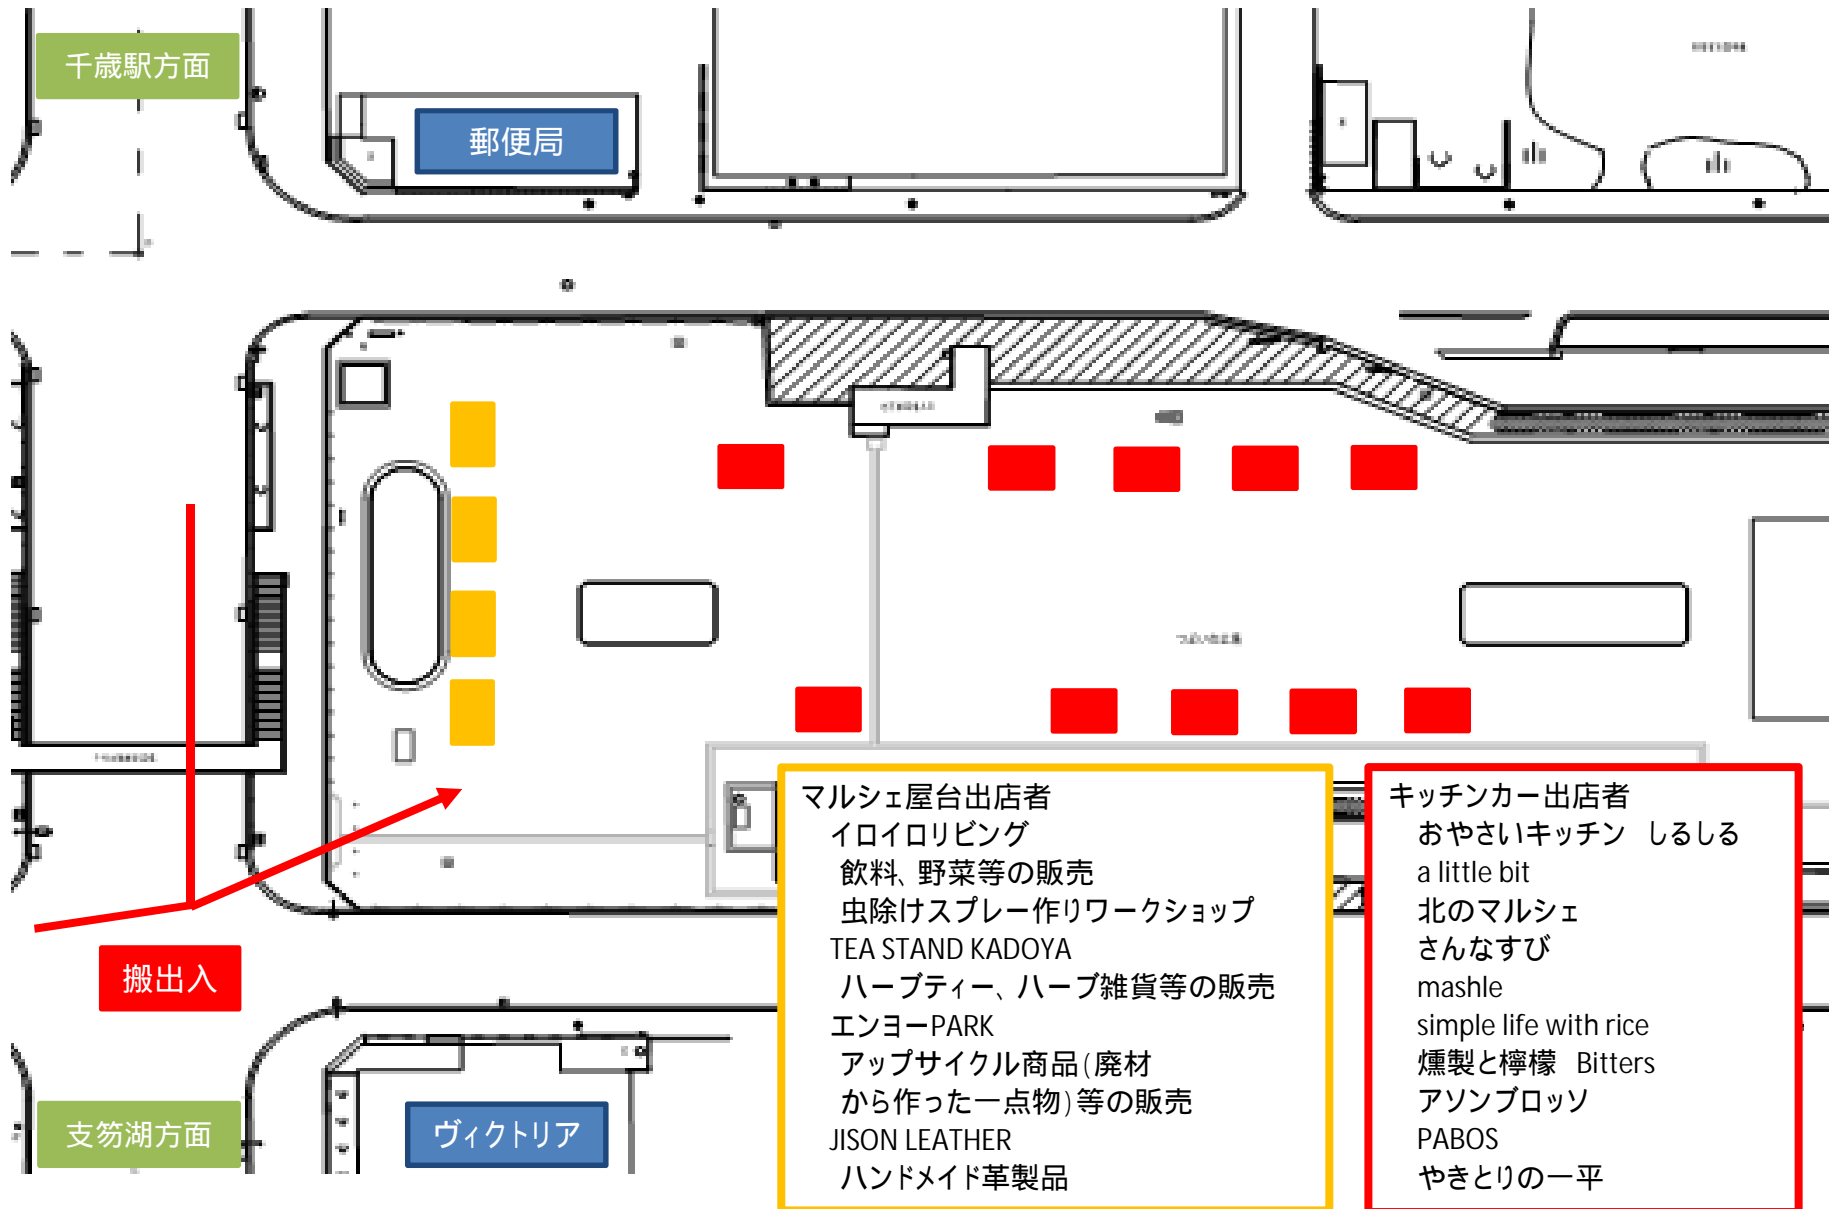 千歳駅方面
郵便局
搬出入
支笏湖方面
ヴィクトリア
マルシェ屋台出店者
イロイロリビング
飲料、野菜等の販売
虫除けスプレー作りワークショップ
TEA STAND KADOYA
ハーブティー、ハーブ雑貨等の販売
エンヨーPARK
アップサイクル商品(廃材
から作った一点物)等の販売
JISON LEATHER
ハンドメイド革製品
キッチンカー出店者
おやさいキッチン　しるしる
a little bit
北のマルシェ
さんなすび
mashle
simple life with rice
燻製と檸檬　Bitters
アソンブロッソ
PABOS
やきとりの一平